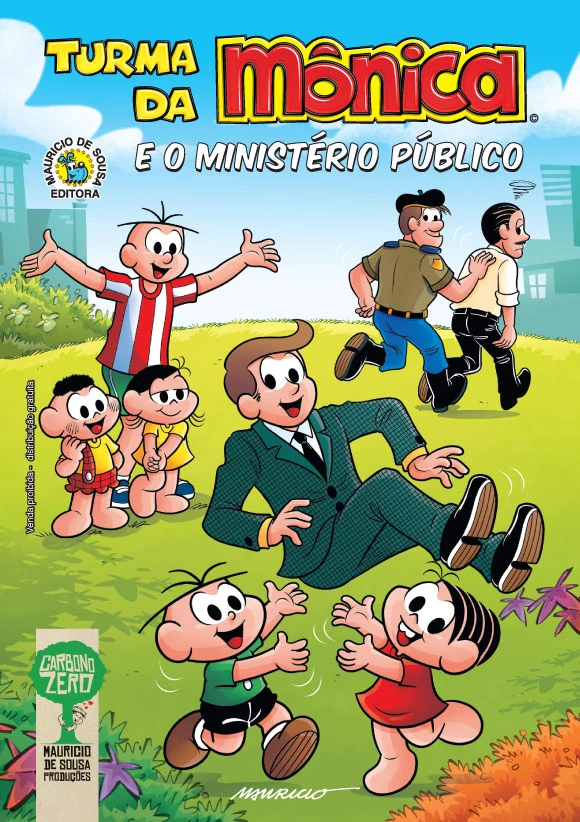 TURMA
DA
MÔNICA
E O MINISTÉRIO PÚBLICO
MAURICIO DE SOUSA
EDITORA
Venda proibida - distribuição gratuita
CARBONO
ZERO
MAURICIO
DE SOUSA
PRODUÇÕES
MAURICIO